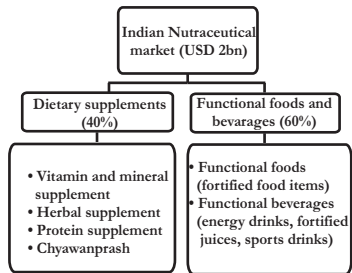 Indian Nutraceutical
market (USD 2bn)
Dietary supplements
(40%)
Functional foods and
bevarages (60%)
• Vitamin and mineral
supplement
• Herbal supplement
• Protein supplement
• Chyawanprash
• Functional foods
(fortified food items)
• Functional beverages
(energy drinks, fortified
juices, sports drinks)